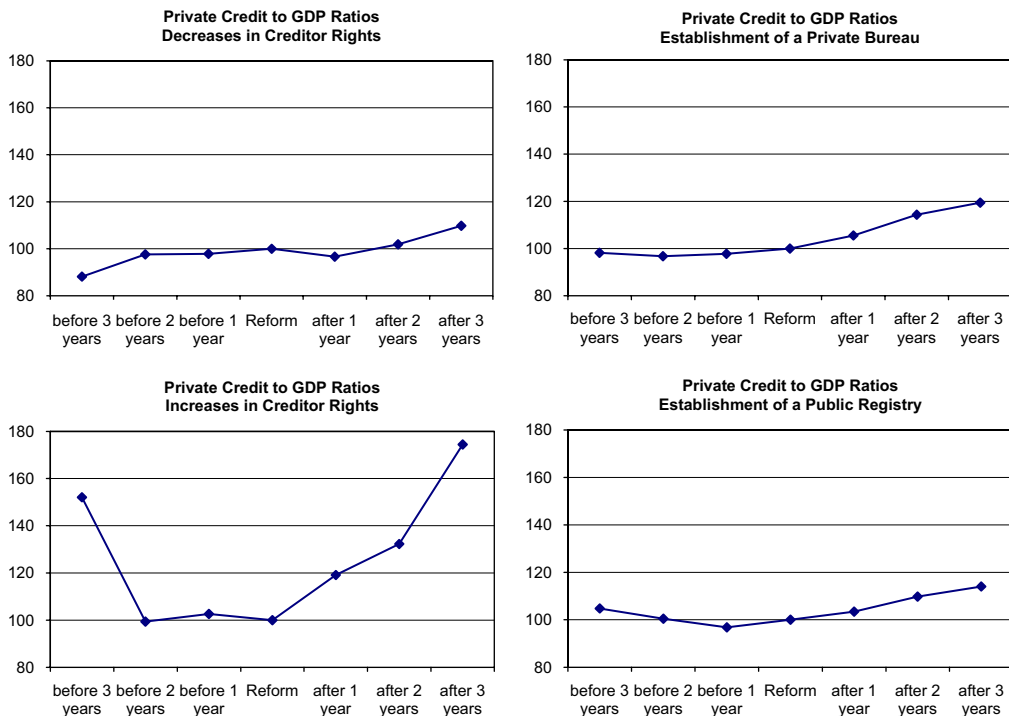 Private Credit to GDP Ratios
Decreases in Creditor Rights
180
160
140
120
100
80
before 3 before 2 before 1 Reform after 1 after 2 after 3
years years year year years years
Private Credit to GDP Ratios
Establishment of a Private Bureau
180
160
140
120
100
80
before 3 before 2 before 1 Reform after 1 after 2 after 3
years years year year years years
Private Credit to GDP Ratios
Increases in Creditor Rights
180
160
140
120
100
80
before 3 before 2 before 1 Reform after 1 after 2 after 3
years years year year years years
Private Credit to GDP Ratios
Establishment of a Public Registry
180
160
140
120
100
80
before 3 before 2 before 1 Reform after 1 after 2 after 3
years years year year years years